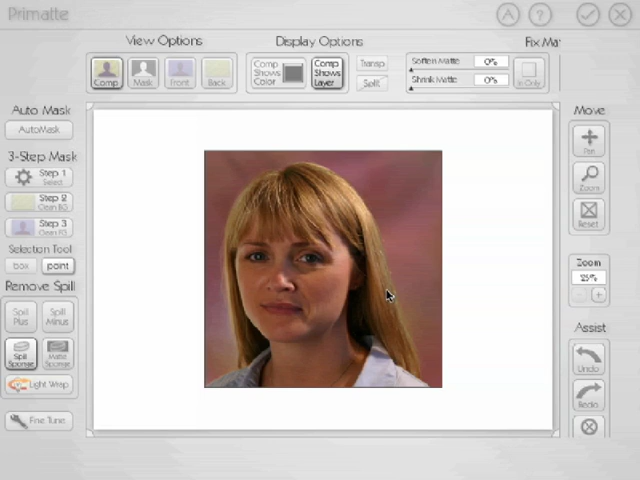 Primatte
View Options
Display Options
Fix Ma
Comp
Mask
Front
Back
Comp
Shows
Color
Comp
Shows
Layer
Transp
Split
Soften Matte 0%
Shrink Matte 0%
Auto Mask
AutoMask
3-Step Mask
Step 1
Select
Step 2
Clean BG
Step 3
Clean FG
Selection Tool
box
point
Remove Spill
Spill
Plus
Spill
Minus
Spill
Sponge
Matte
Sponge
Light Wrap
Fine Tune
Move
Pan
Zoom
Reset
Zoom
25%
Assist
Undo
Redo